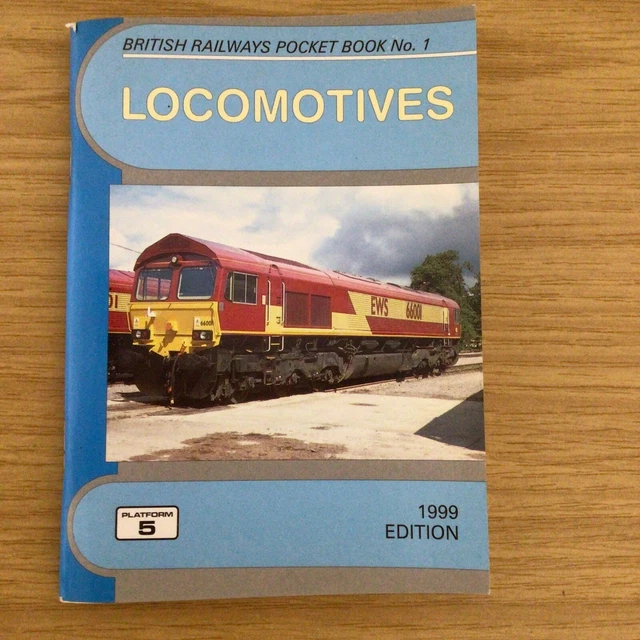 BRITISH RAILWAYS POCKET BOOK No. 1
LOCOMOTIVES
EWS 66001
66001
PLATFORM
5
1999
EDITION